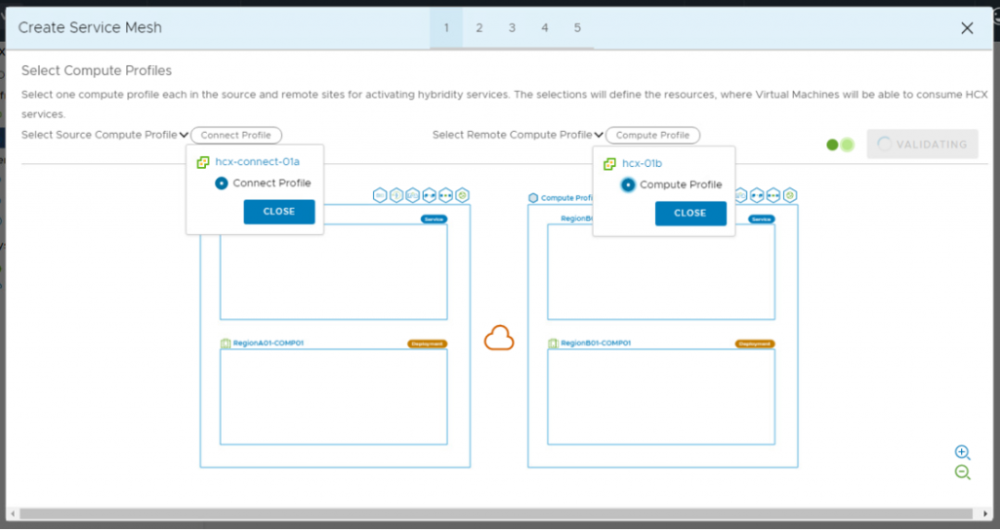 Create Service Mesh
1 2 3 4 5
Select Compute Profiles
Select one compute profile each in the source and remote sites for activating hybridity services. The selections will define the resources, where Virtual Machines will be able to consume HCX
services.
Select Source Compute Profile Connect Profile Select Remote Compute Profile Compute Profile
VALIDATING
hcx-connect-01a
Connect Profile
CLOSE
hcx-01b
Compute Profile
CLOSE
Compute Profi
Service
RegionB
Service
RegionA01-COMP01 Deployment
RegionB01-COMP01 Deployment